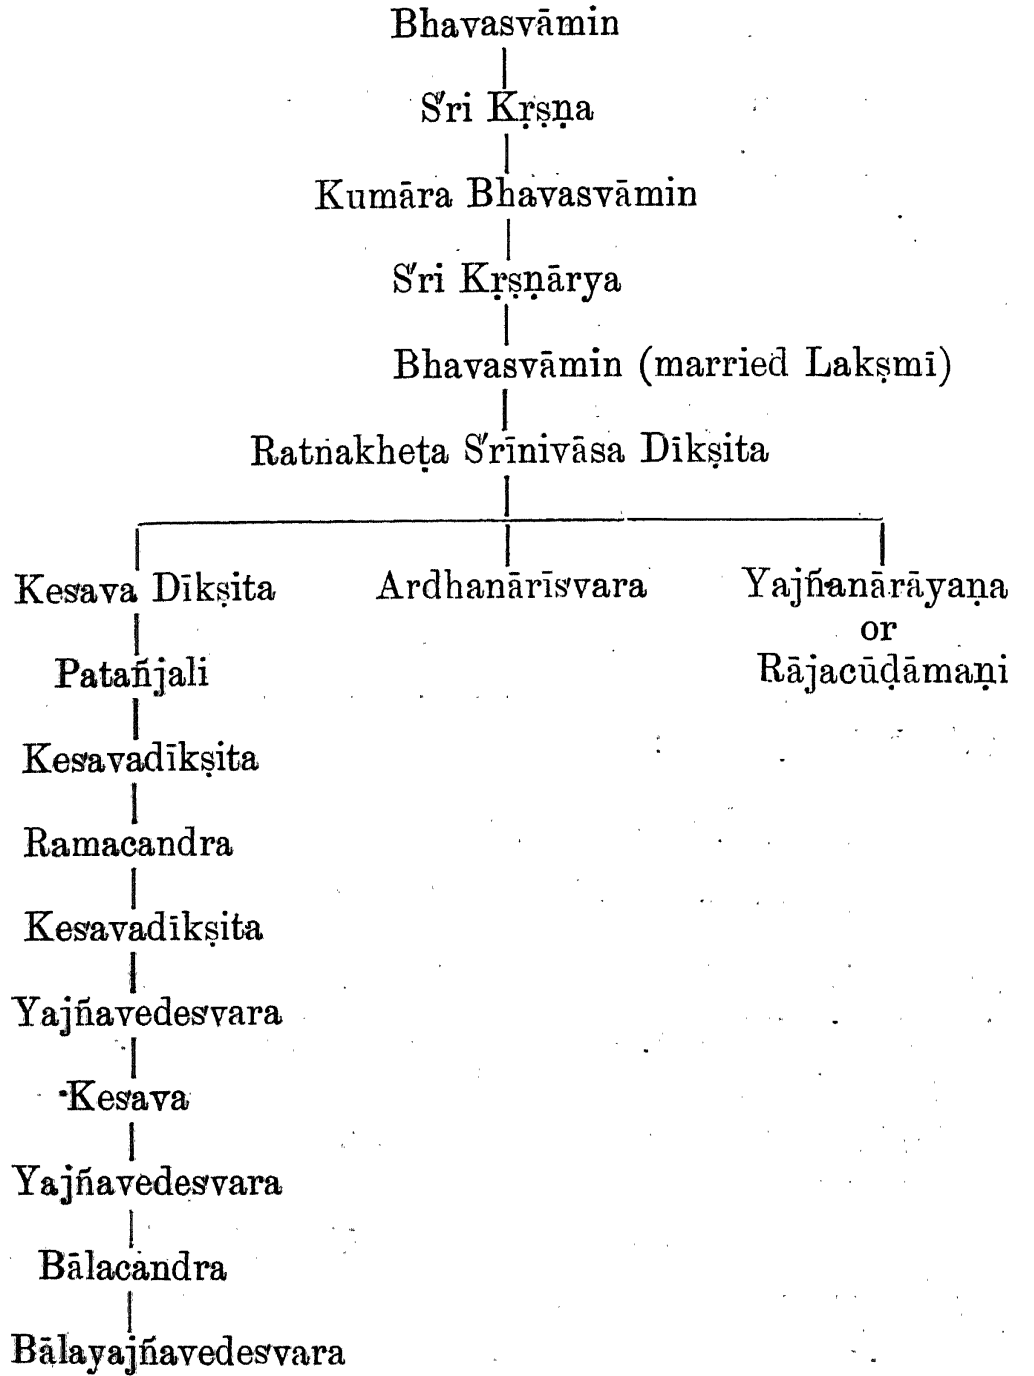 Bhavasvāmin
S'ri Kṛṣṇa
Kumāra Bhavasvāmin
S'ri Kṛṣṇārya
Bhavasvāmin (married Lakṣmī)
Ratnakheṭa S'rīnivāsa Dīkṣita
Kes'ava Dīkṣita Ardhanārīs'vara Yajñanārāyaṇa
or
Patañjali Rājacūḍāmaṇi
Kes'avadīkṣita
Ramacandra
Kes'avadīkṣita
Yajñavedes'vara
Kes'ava
Yajñavedes'vara
Bālacandra
Bālayajñavedes'vara